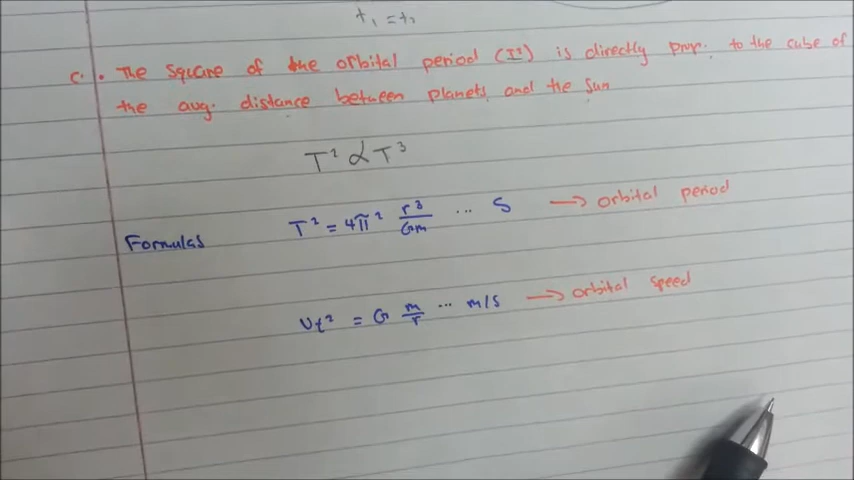 t₁ = t₂
C. • The square of the orbital period (T²) is directly prop. to the cube of
the avg. distance between planets and the sun
T² ∝ T³
Formulas T² = 4π² r³/Gm ... S → orbital period
Vt² = G m/r ... m/s → orbital speed